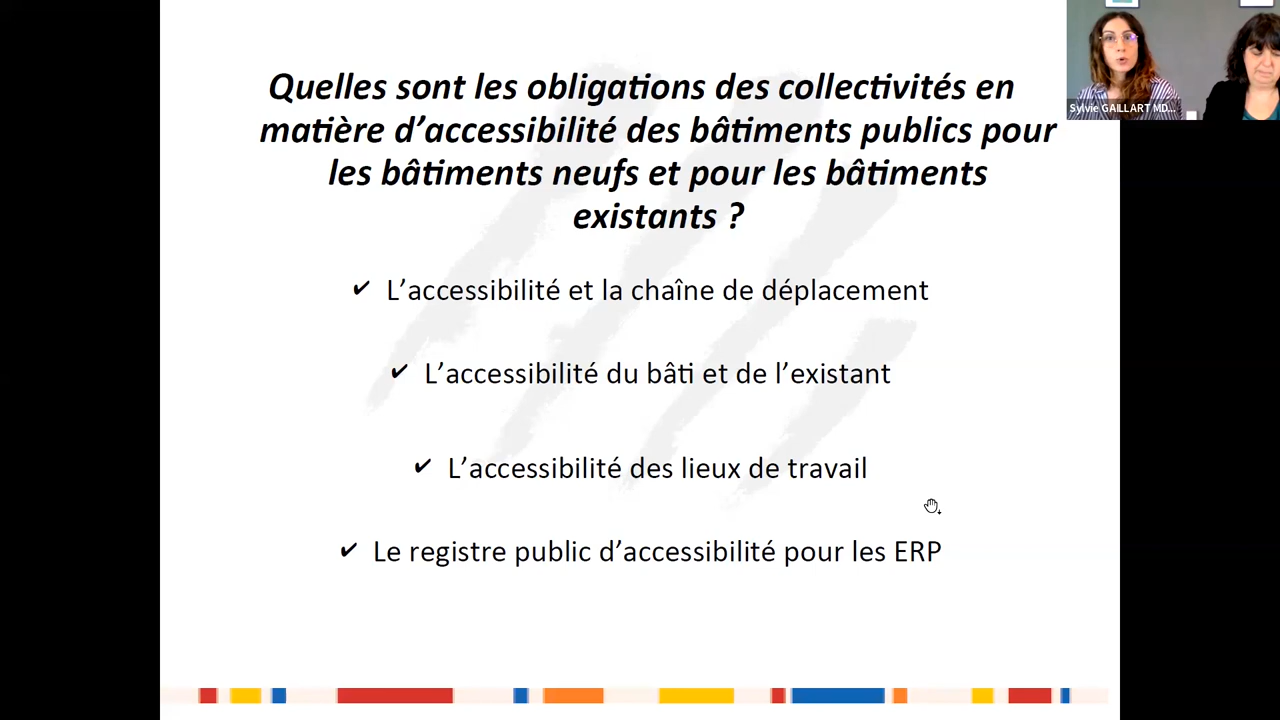 Quelles sont les obligations des collectivités en
matière d’accessibilité des bâtiments publics pour
les bâtiments neufs et pour les bâtiments
existants ?
✔ L’accessibilité et la chaîne de déplacement
✔ L’accessibilité du bâti et de l’existant
✔ L’accessibilité des lieux de travail
✔ Le registre public d’accessibilité pour les ERP
Sylvie GAILLART MD...